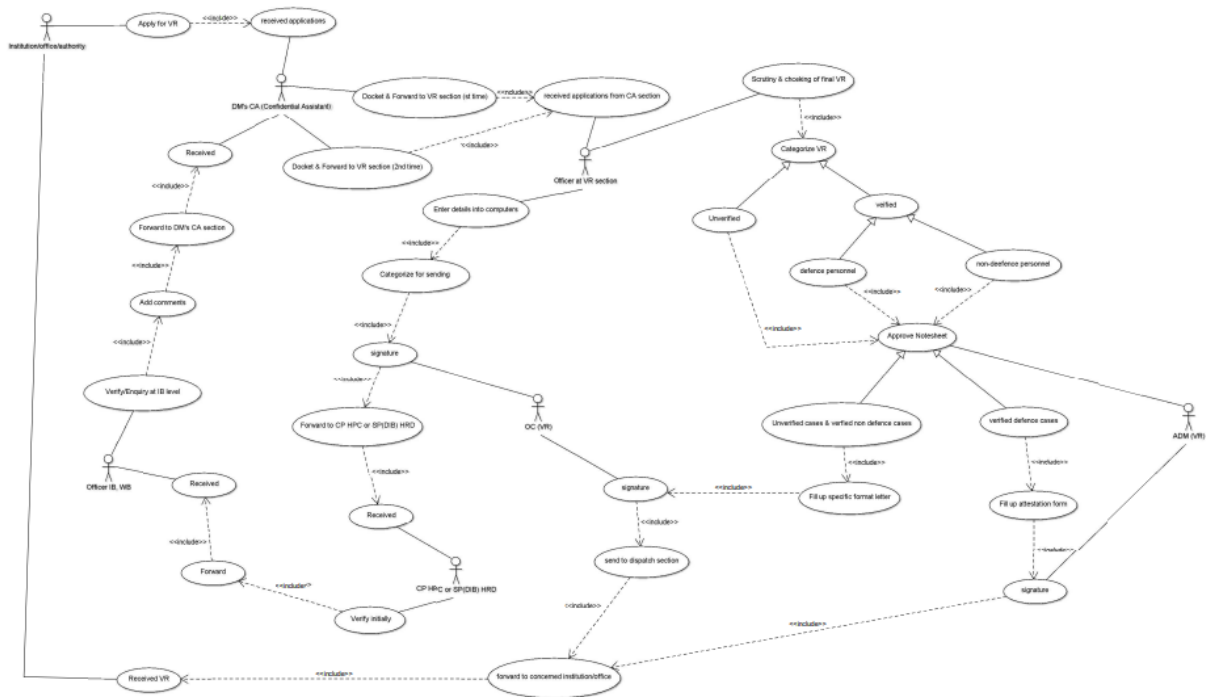 Apply for VR
<<include>>
received applications
Institution/office/authority
DM's CA (Confidential Assistant)
Docket & Forward to VR section (st time)
<<include>>
received applications from CA section
Scrutiny & chceking of final VR
<<include>>
Categorize VR
Received
Docket & Forward to VR section (2nd time)
<<include>>
Officer at VR section
<<include>>
Enter details into computers
Unverified
veified
Forward to DM's CA section
<<include>>
Categorize for sending
defence personnel
non-deefence personnel
<<include>>
<<include>>
<<include>>
Add comments
<<include>>
<<include>>
Approve Notesheet
<<include>>
signature
<<include>>
Verify/Enquiry at IB level
OC (VR)
Forward to CP HPC or SP(DIB) HRD
Unverified cases & verfied non defence cases
verified defence cases
ADM (VR)
<<include>>
<<include>>
<<include>>
Officer IB, WB
Received
signature
<<include>>
Fill up specific format letter
Fill up attestation form
Received
<<include>>
<<include>>
<<include>>
send to dispatch section
Forward
CP HPC or SP(DIB) HRD
<<include>>
signature
Verify initially
<<include>>
<<include>>
Received VR
<<include>>
forward to concerned institution/office